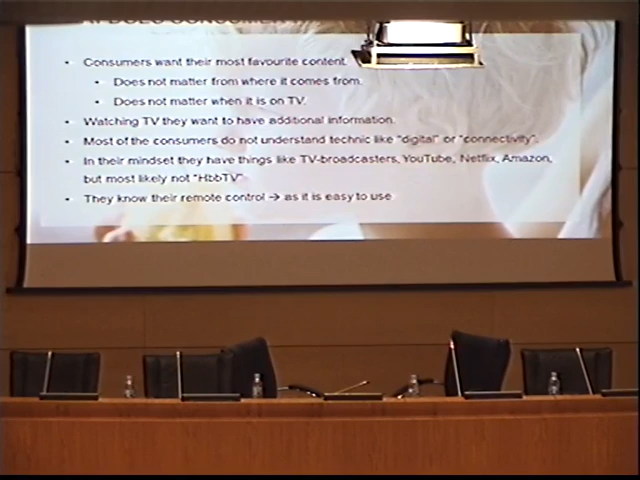 DOES CONSUMER
• Consumers want their most favourite content.
• Does not matter from where it comes from.
• Does not matter when it is on TV.
• Watching TV they want to have additional information.
• Most of the consumers do not understand technic like "digital" or "connectivity".
• In their mindset they have things like TV-broadcasters, YouTube, Netflix, Amazon,
but most likely not "HbbTV"
• They know their remote control → as it is easy to use